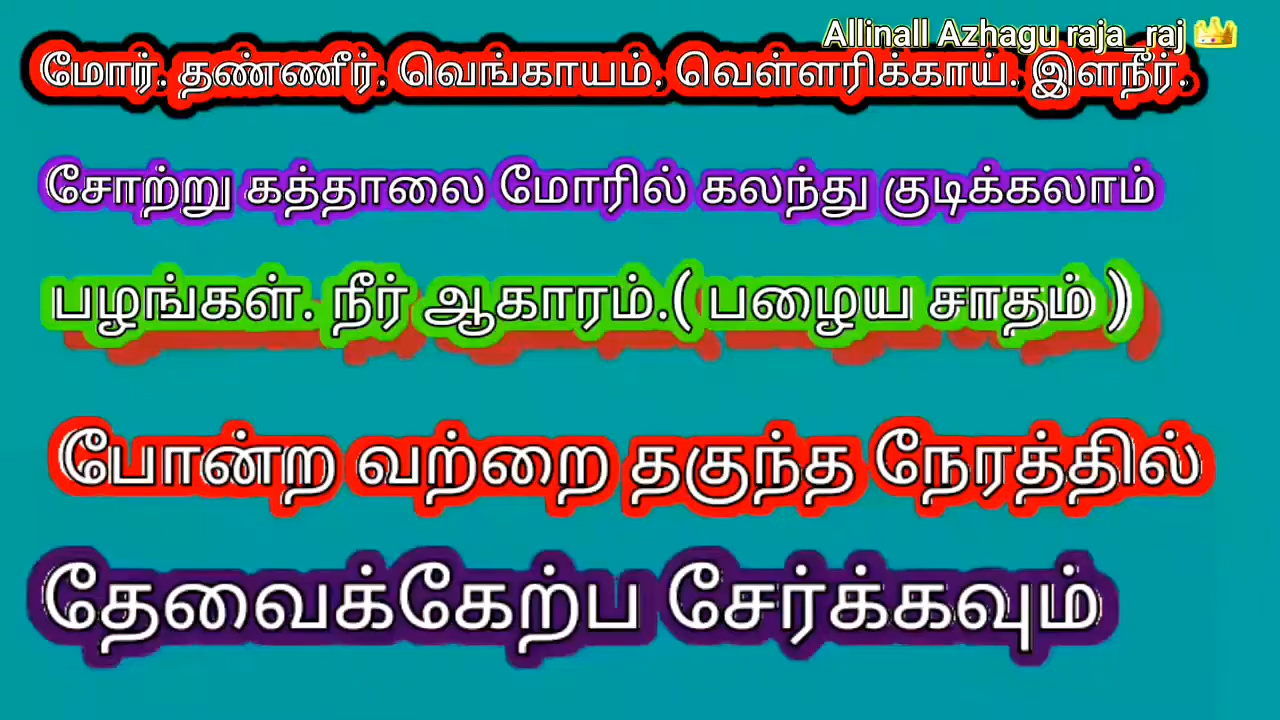 Allinall Azhagu raja_raj 👑
மோர். தண்ணீர். வெங்காயம். வெள்ளரிக்காய். இளநீர்.
சோற்று கத்தாலை மோரில் கலந்து குடிக்கலாம்
பழங்கள். நீர் ஆகாரம்.( பழைய சாதம் )
போன்ற வற்றை தகுந்த நேரத்தில்
தேவைக்கேற்ப சேர்க்கவும்